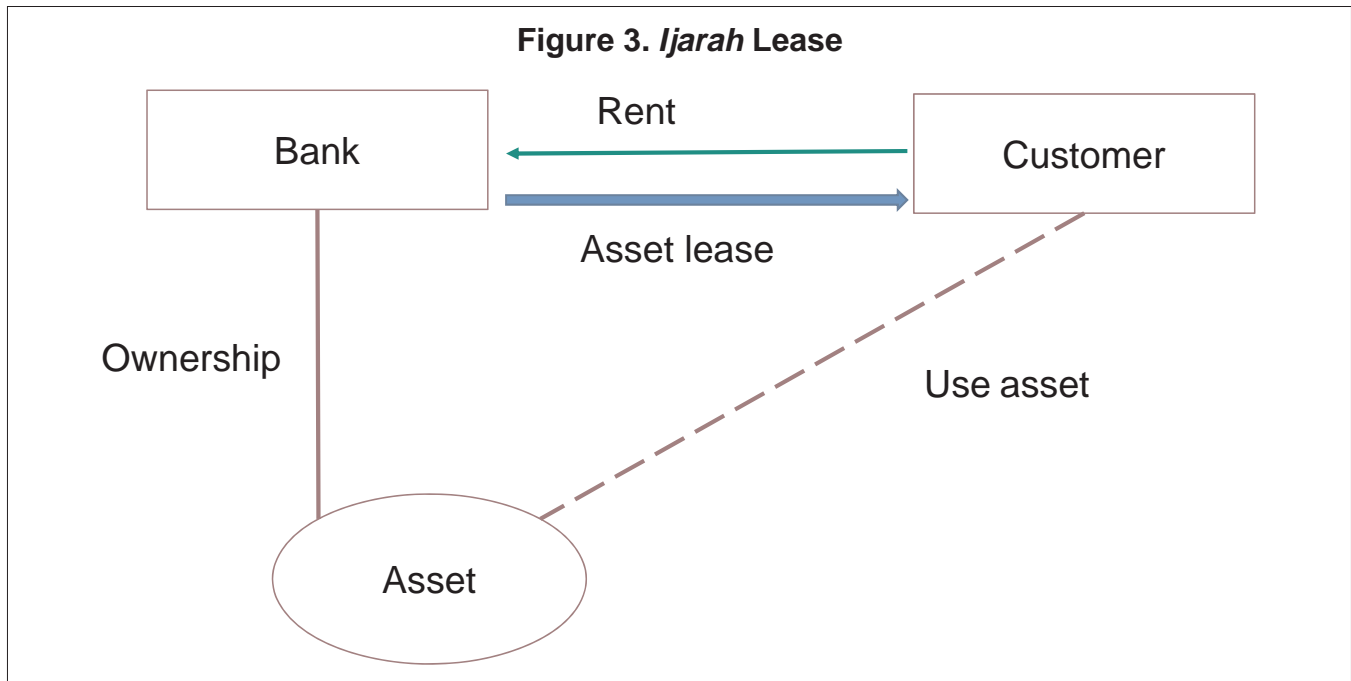 Figure 3. Ijarah Lease
Rent
Bank
Customer
Asset lease
Ownership
Use asset
Asset